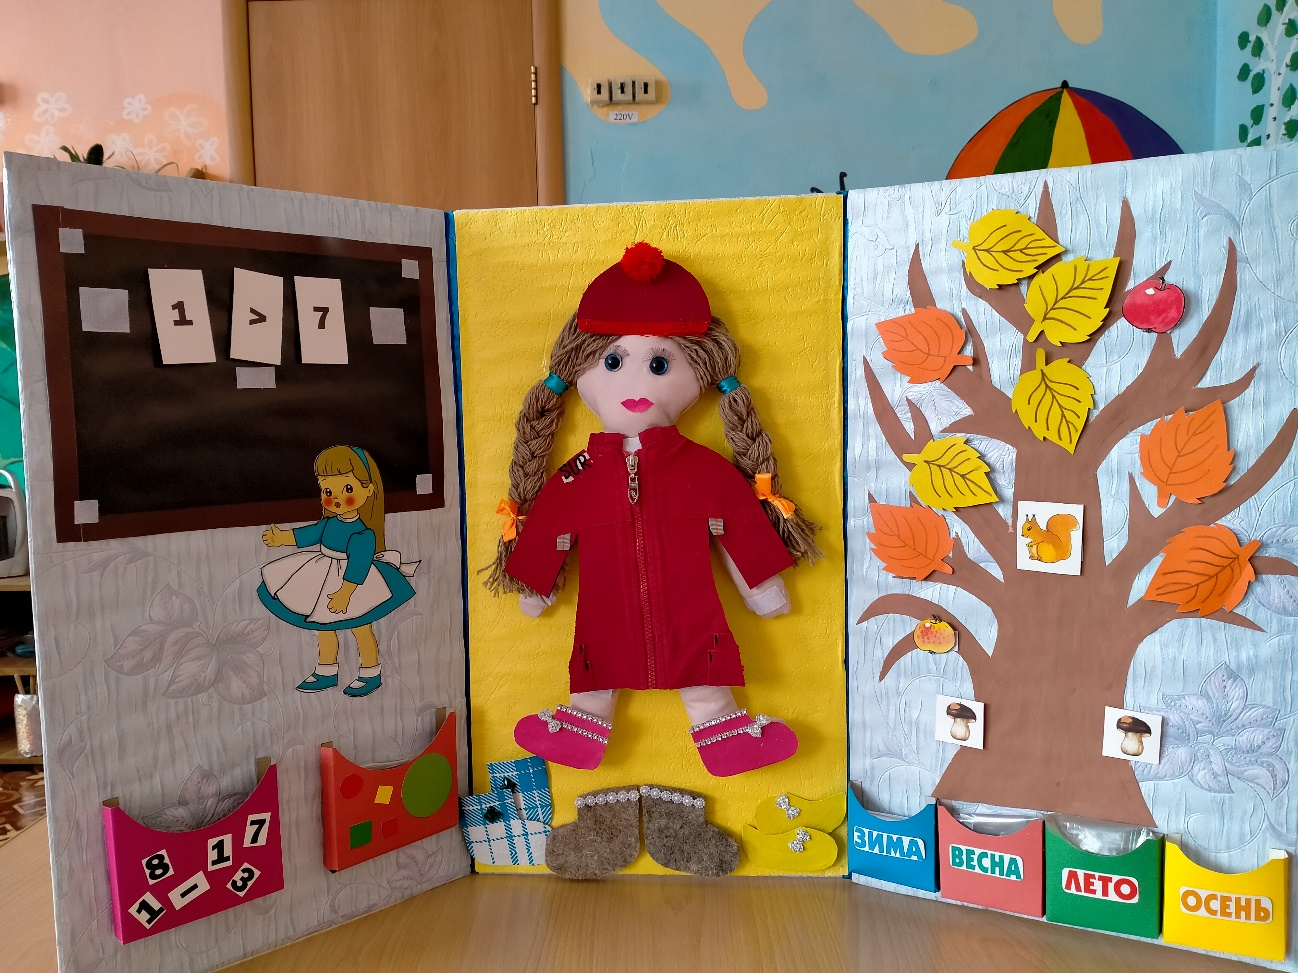 220V
1 > 7
8 1 7
1 - 3
ЗИМА
ВЕСНА
ЛЕТО
ОСЕНЬ